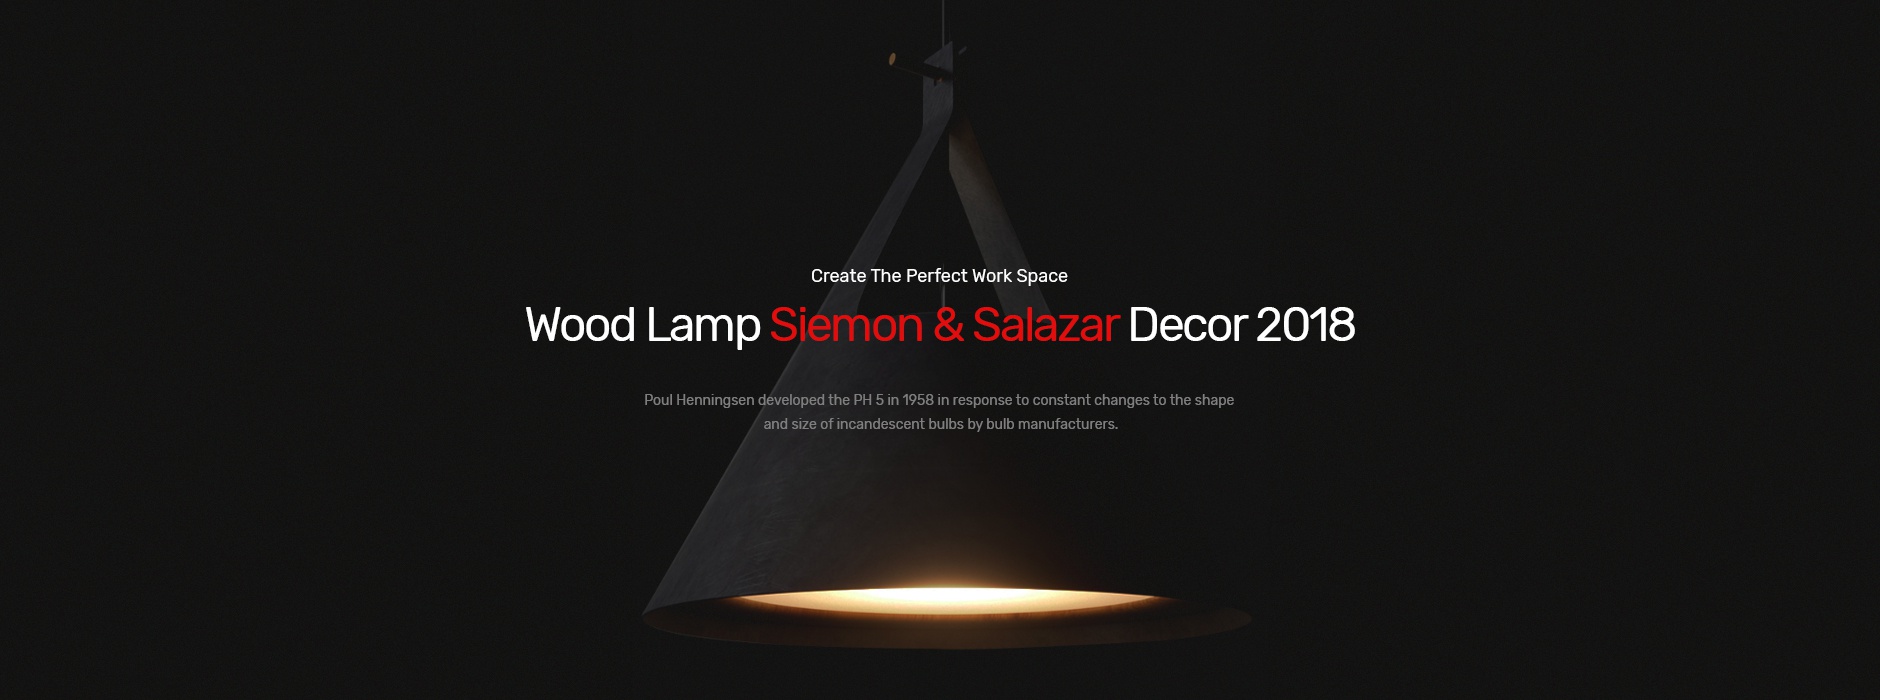 Create The Perfect Work Space
Wood Lamp Siemon & Salazar Decor 2018
Poul Henningsen developed the PH 5 in 1958 in response to constant changes to the shape
and size of incandescent bulbs by bulb manufacturers.